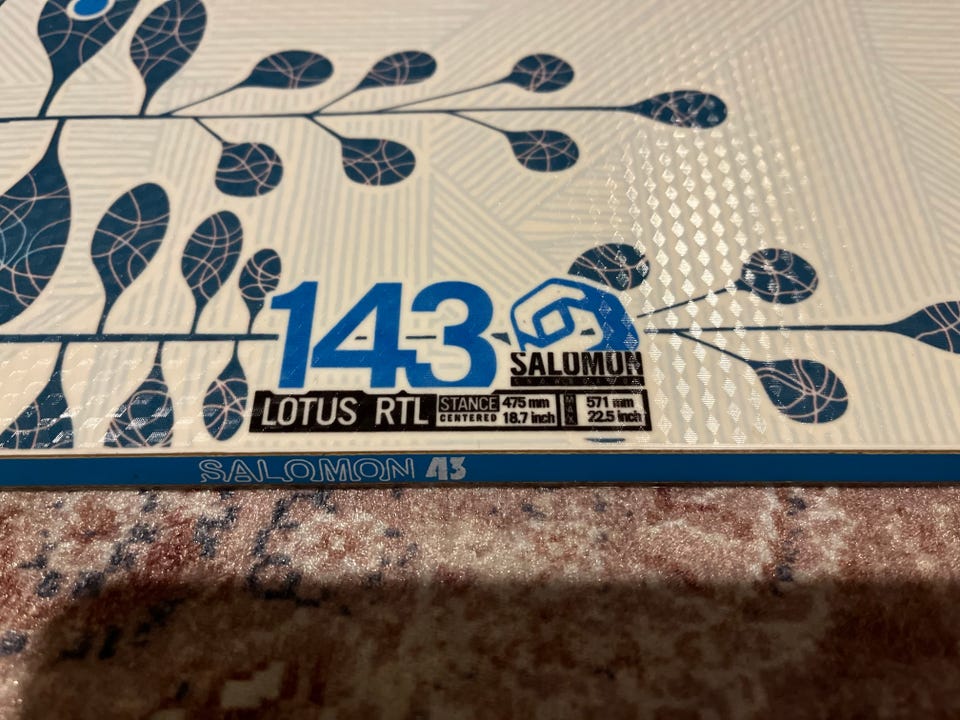 143
SALOMON
SNOWBOARDS
LOTUS RTL
STANCE
CENTERED
475 mm
18.7 inch
MAX
571 mm
22.5 inch
SALOMON 43